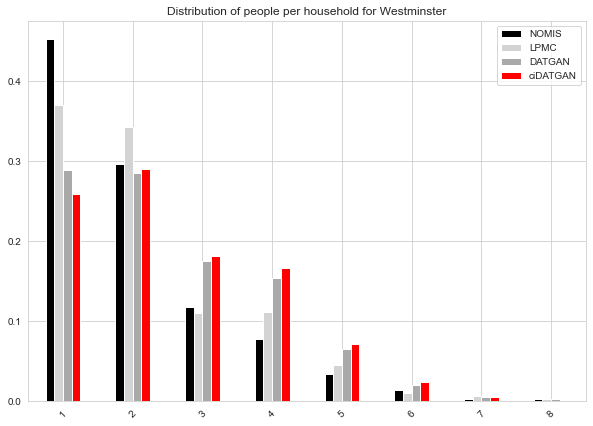 Distribution of people per household for Westminster
NOMIS
LPMC
DATGAN
ciDATGAN
0.4
0.3
0.2
0.1
0.0
1
2
3
4
5
6
7
8